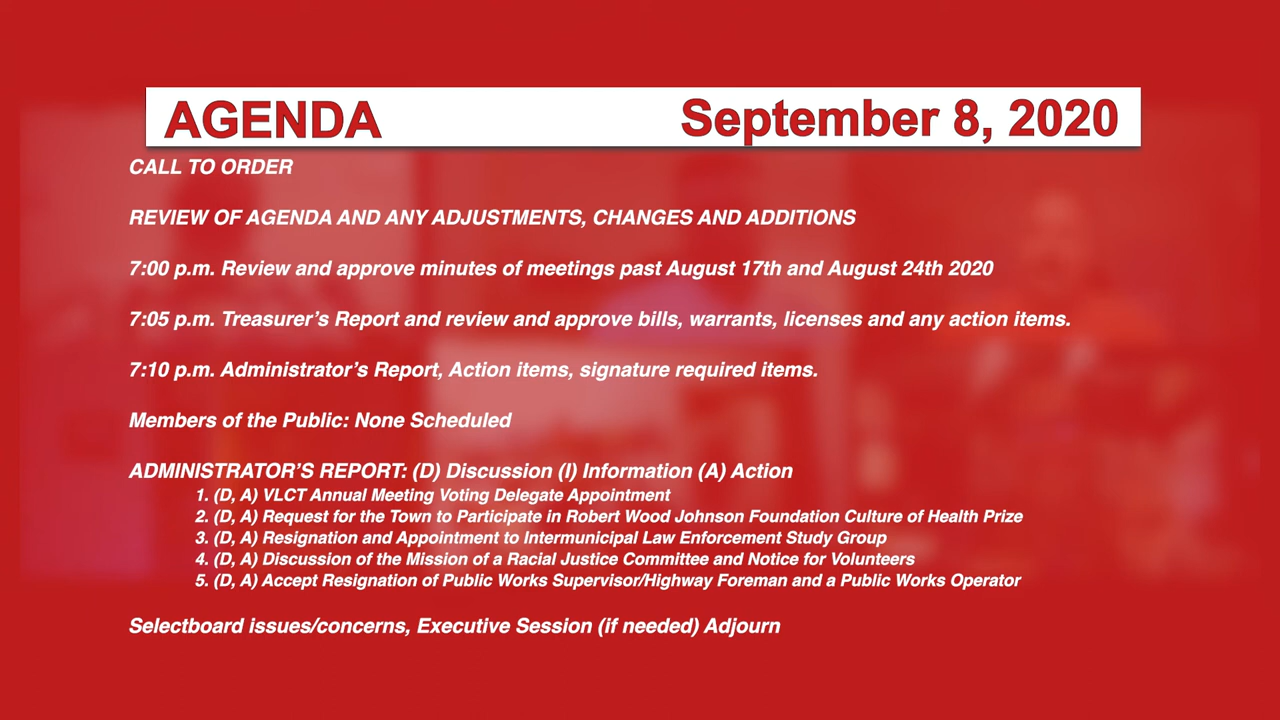 AGENDA September 8, 2020
CALL TO ORDER
REVIEW OF AGENDA AND ANY ADJUSTMENTS, CHANGES AND ADDITIONS
7:00 p.m. Review and approve minutes of meetings past August 17th and August 24th 2020
7:05 p.m. Treasurer’s Report and review and approve bills, warrants, licenses and any action items.
7:10 p.m. Administrator’s Report, Action items, signature required items.
Members of the Public: None Scheduled
ADMINISTRATOR’S REPORT: (D) Discussion (I) Information (A) Action
1. (D, A) VLCT Annual Meeting Voting Delegate Appointment
2. (D, A) Request for the Town to Participate in Robert Wood Johnson Foundation Culture of Health Prize
3. (D, A) Resignation and Appointment to Intermunicipal Law Enforcement Study Group
4. (D, A) Discussion of the Mission of a Racial Justice Committee and Notice for Volunteers
5. (D, A) Accept Resignation of Public Works Supervisor/Highway Foreman and a Public Works Operator
Selectboard issues/concerns, Executive Session (if needed) Adjourn